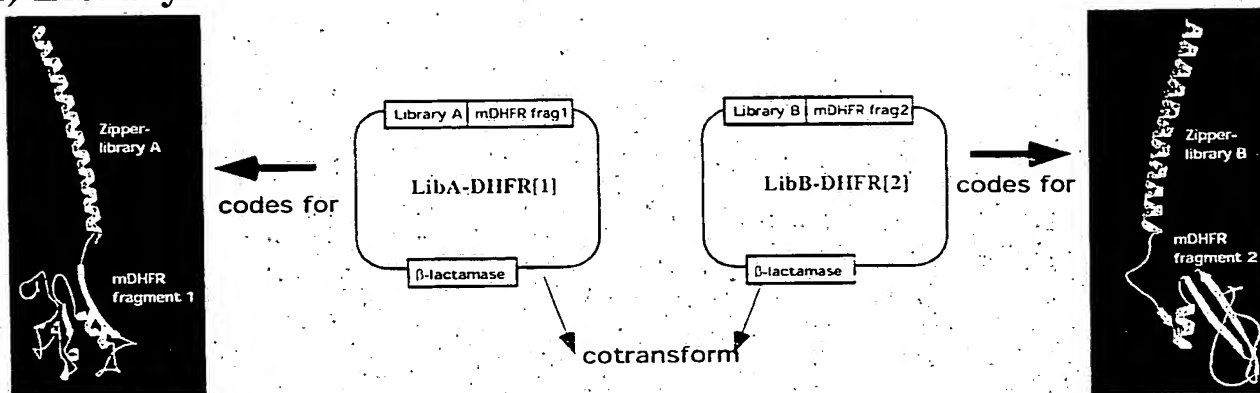 Zipper-
library A
mDHFR
fragment 1
codes for
Library A mDHFR frag1
LibA-DHFR[1]
β-lactamase
Library B mDHFR frag2
LibB-DHFR[2]
β-lactamase
cotransform
codes for
Zipper-
library B
mDHFR
fragment 2